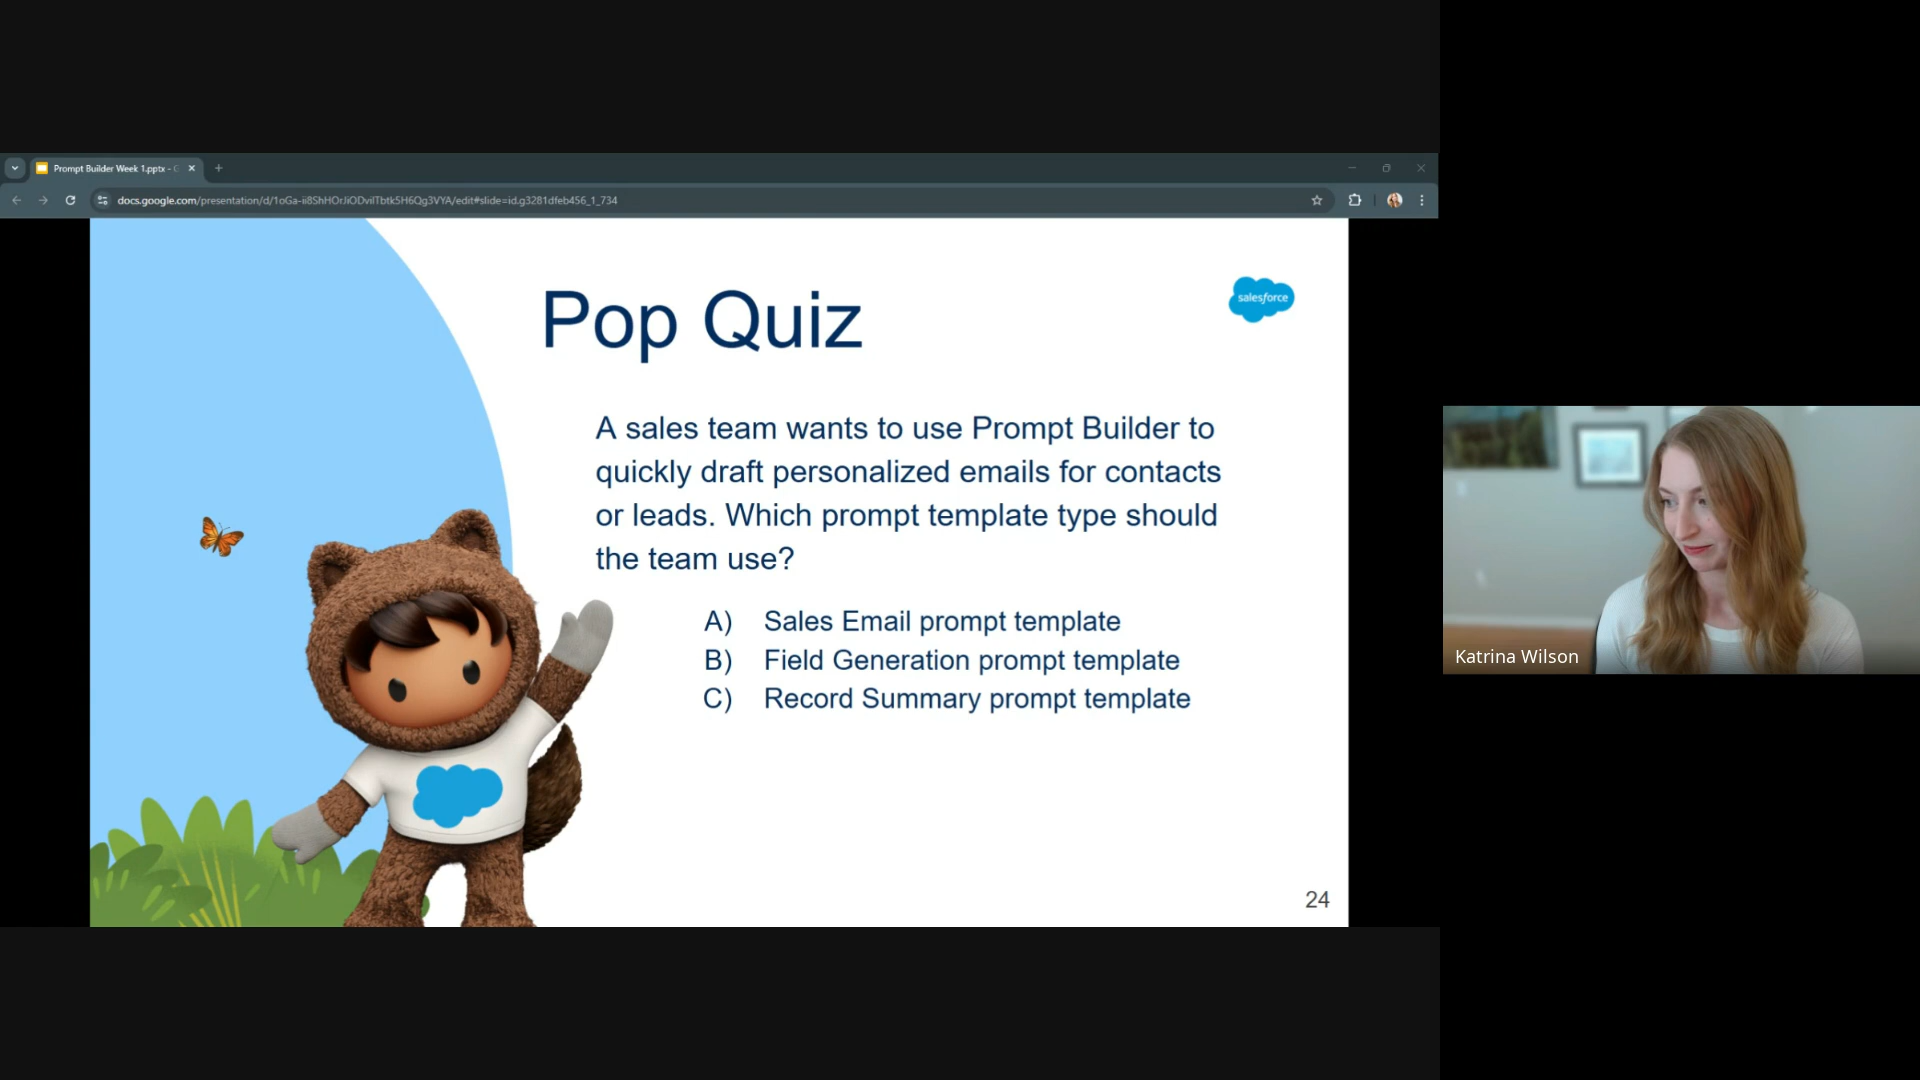 Prompt Builder Week 1.pptx - G
docs.google.com/presentation/d/1oGa-ii8ShHOrJiODvilTbtk5H6Qg3VYA/edit#slide=id.g3281dfeb456_1_734
Pop Quiz
salesforce
A sales team wants to use Prompt Builder to
quickly draft personalized emails for contacts
or leads. Which prompt template type should
the team use?
A) Sales Email prompt template
B) Field Generation prompt template
C) Record Summary prompt template
24
Katrina Wilson